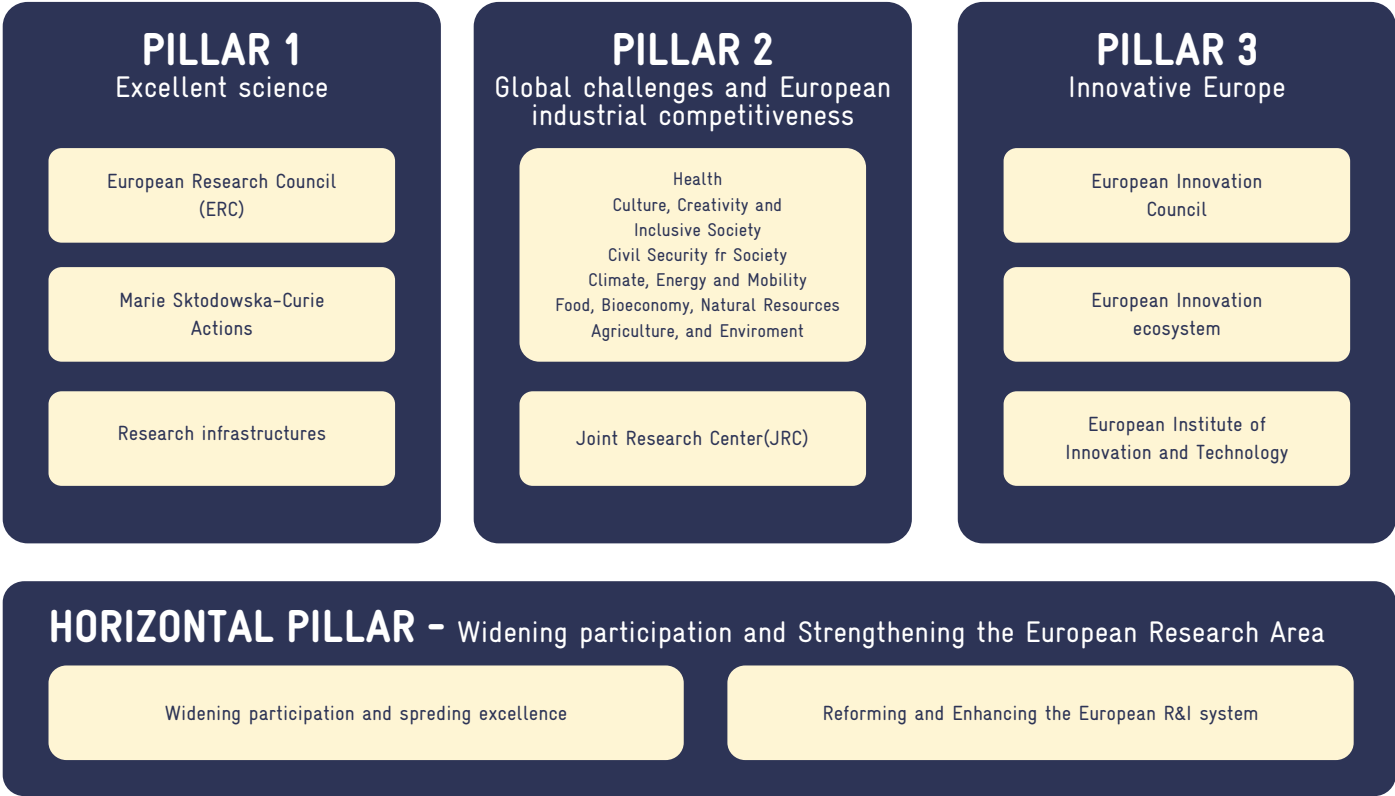 PILLAR 1
Excellent science
European Research Council
(ERC)
Marie Sktodowska-Curie
Actions
Research infrastructures
PILLAR 2
Global challenges and European
industrial competitiveness
Health
Culture, Creativity and
Inclusive Society
Civil Security fr Society
Climate, Energy and Mobility
Food, Bioeconomy, Natural Resources
Agriculture, and Enviroment
Joint Research Center(JRC)
PILLAR 3
Innovative Europe
European Innovation
Council
European Innovation
ecosystem
European Institute of
Innovation and Technology
HORIZONTAL PILLAR - Widening participation and Strengthening the European Research Area
Widening participation and spreding excellence
Reforming and Enhancing the European R&I system